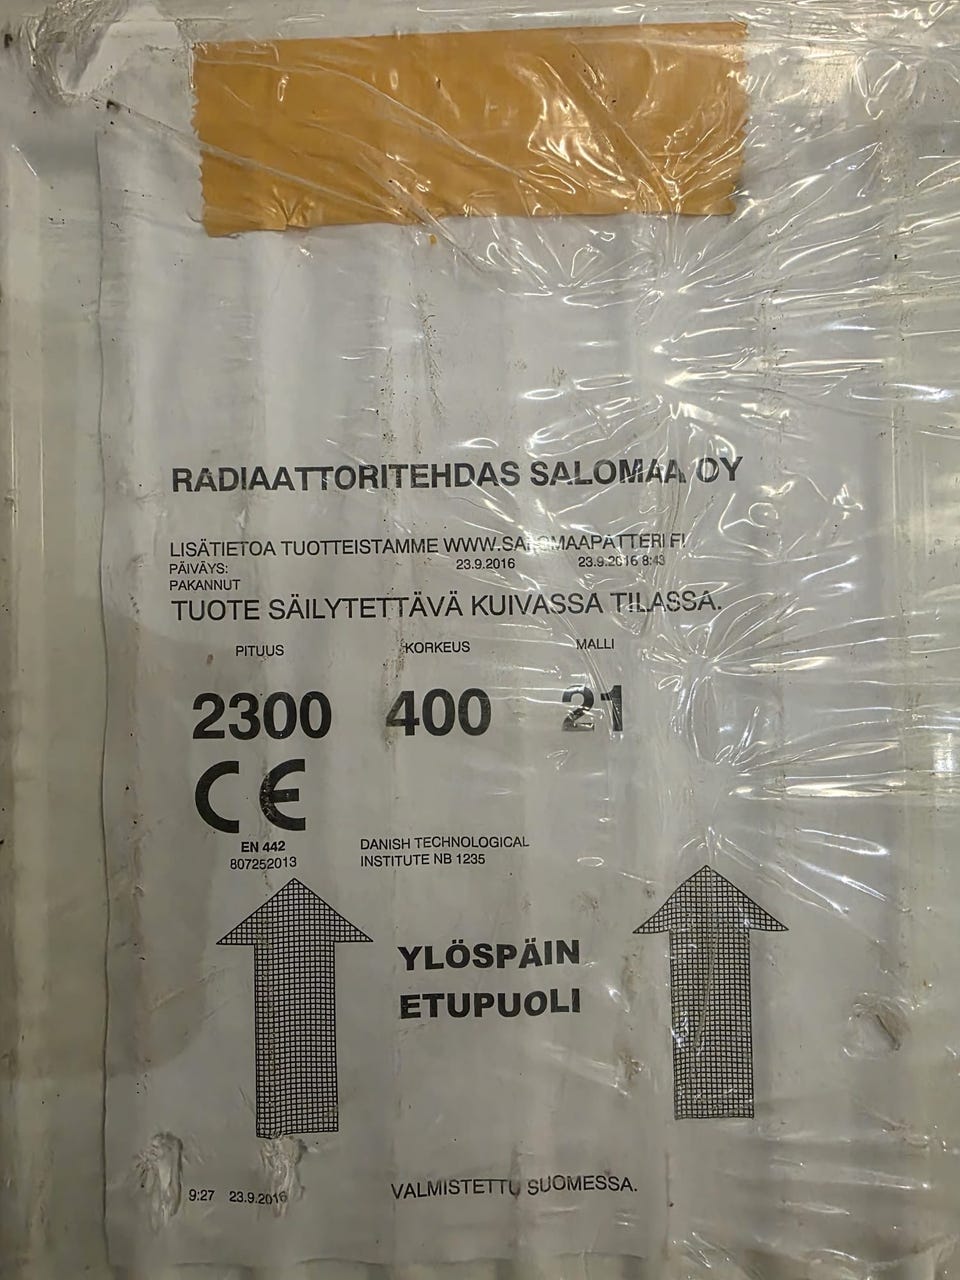 RADIAATTORITEHDAS SALOMAA OY
LISÄTIETOA TUOTTEISTAMME WWW.SALOMAAPATTERI.FI
PÄIVÄYS: 23.9.2016 23.9.2016 8:43
PAKANNUT
TUOTE SÄILYTETTÄVÄ KUIVASSA TILASSA.
PITUUS KORKEUS MALLI
2300 400 21
CE
EN 442 DANISH TECHNOLOGICAL
807252013 INSTITUTE NB 1235
YLÖSPÄIN
ETUPUOLI
9:27 23.9.2016 VALMISTETTU SUOMESSA.